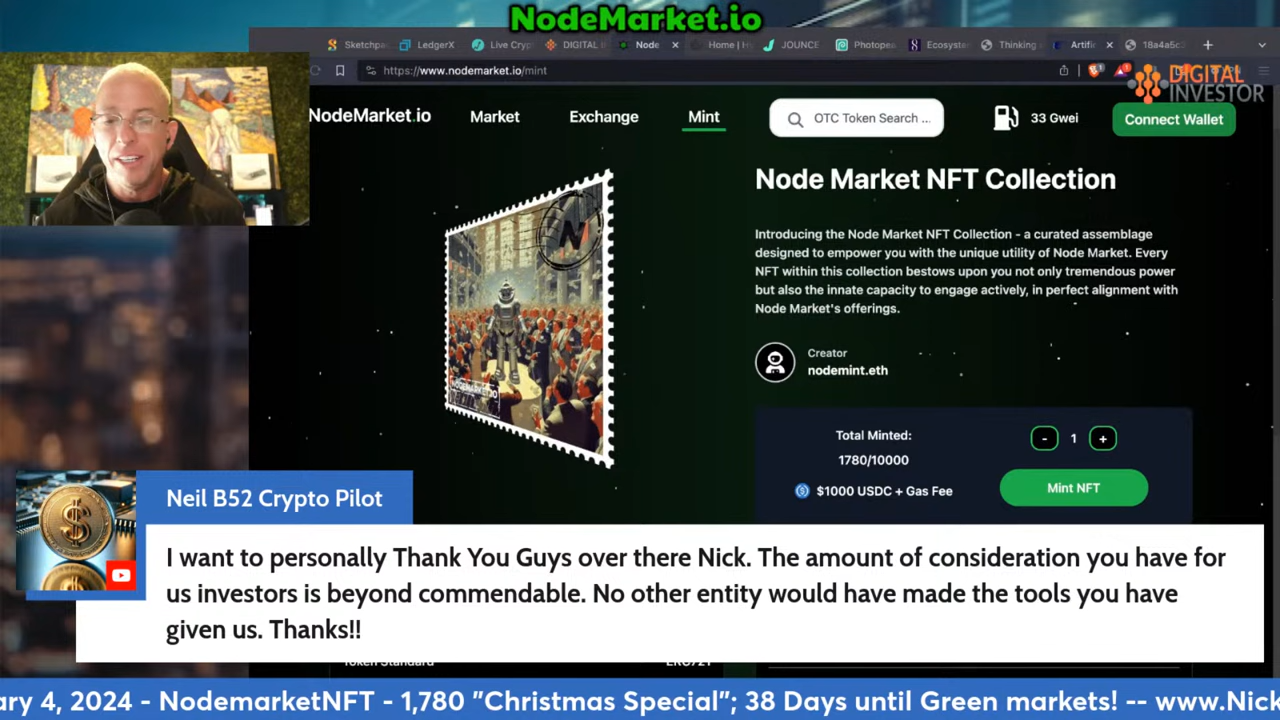 NodeMarket.io
Sketchpa
LedgerX
Live Cryp
DIGITAL I
Node
Home | H
JOUNCE
Photopea
Ecosyste
Thinking
Artifi
18a4a5c
https://www.nodemarket.io/mint
DIGITAL
INVESTOR
NodeMarket.io
Market
Exchange
Mint
OTC Token Search ...
33 Gwei
Connect Wallet
Node Market NFT Collection
Introducing the Node Market NFT Collection - a curated assemblage
designed to empower you with the unique utility of Node Market. Every
NFT within this collection bestows upon you not only tremendous power
but also the innate capacity to engage actively, in perfect alignment with
Node Market's offerings.
Creator
nodemint.eth
Total Minted:
1780/10000
- 1 +
$1000 USDC + Gas Fee
Mint NFT
N
NODEMARKET.IO
Neil B52 Crypto Pilot
I want to personally Thank You Guys over there Nick. The amount of consideration you have for
us investors is beyond commendable. No other entity would have made the tools you have
given us. Thanks!!
Token Standard
ERC721
ary 4, 2024 - NodemarketNFT - 1,780 "Christmas Special"; 38 Days until Green markets! -- www.Nick